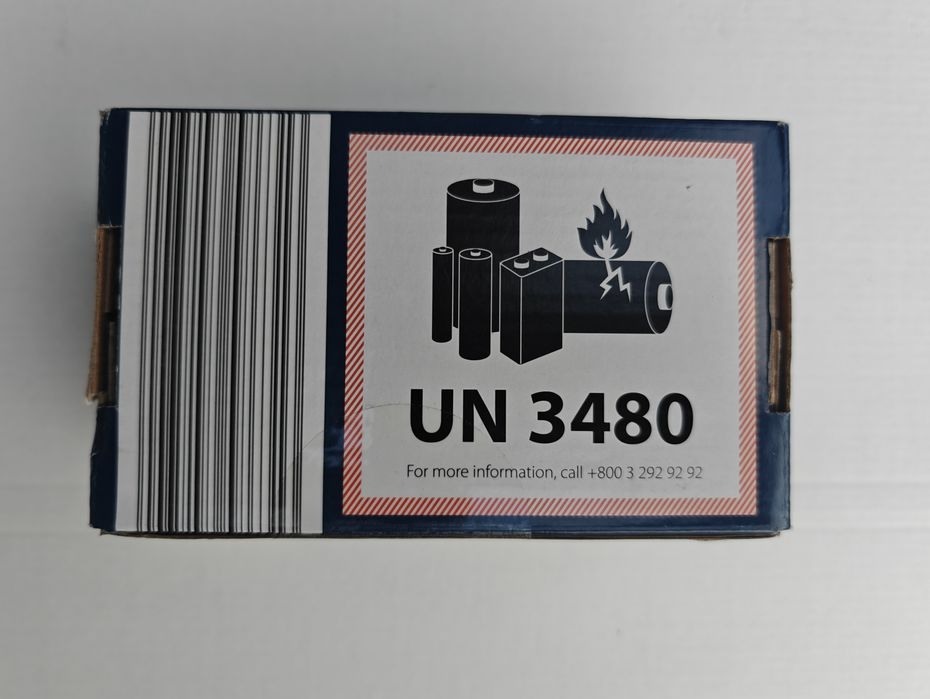 UN 3480
For more information, call +800 3 292 92 92